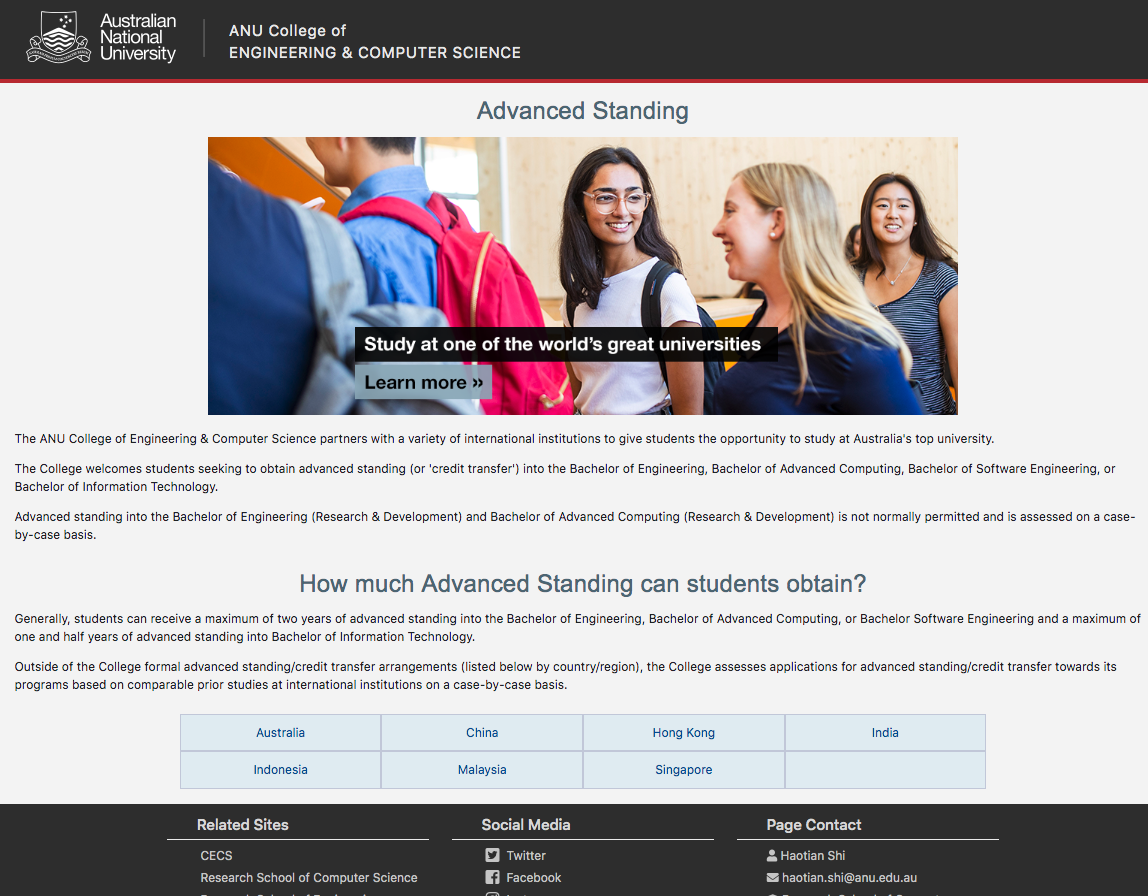 Australian
National
University
ANU College of
ENGINEERING & COMPUTER SCIENCE
Advanced Standing
Study at one of the world's great universities
Learn more »
The ANU College of Engineering & Computer Science partners with a variety of international institutions to give students the opportunity to study at Australia's top university.
The College welcomes students seeking to obtain advanced standing (or 'credit transfer') into the Bachelor of Engineering, Bachelor of Advanced Computing, Bachelor of Software Engineering, or
Bachelor of Information Technology.
Advanced standing into the Bachelor of Engineering (Research & Development) and Bachelor of Advanced Computing (Research & Development) is not normally permitted and is assessed on a case-
by-case basis.
How much Advanced Standing can students obtain?
Generally, students can receive a maximum of two years of advanced standing into the Bachelor of Engineering, Bachelor of Advanced Computing, or Bachelor Software Engineering and a maximum of
one and half years of advanced standing into Bachelor of Information Technology.
Outside of the College formal advanced standing/credit transfer arrangements (listed below by country/region), the College assesses applications for advanced standing/credit transfer towards its
programs based on comparable prior studies at international institutions on a case-by-case basis.
Australia China Hong Kong India
Indonesia Malaysia Singapore
Related Sites Social Media Page Contact
CECS Twitter Haotian Shi
Research School of Computer Science Facebook haotian.shi@anu.edu.au